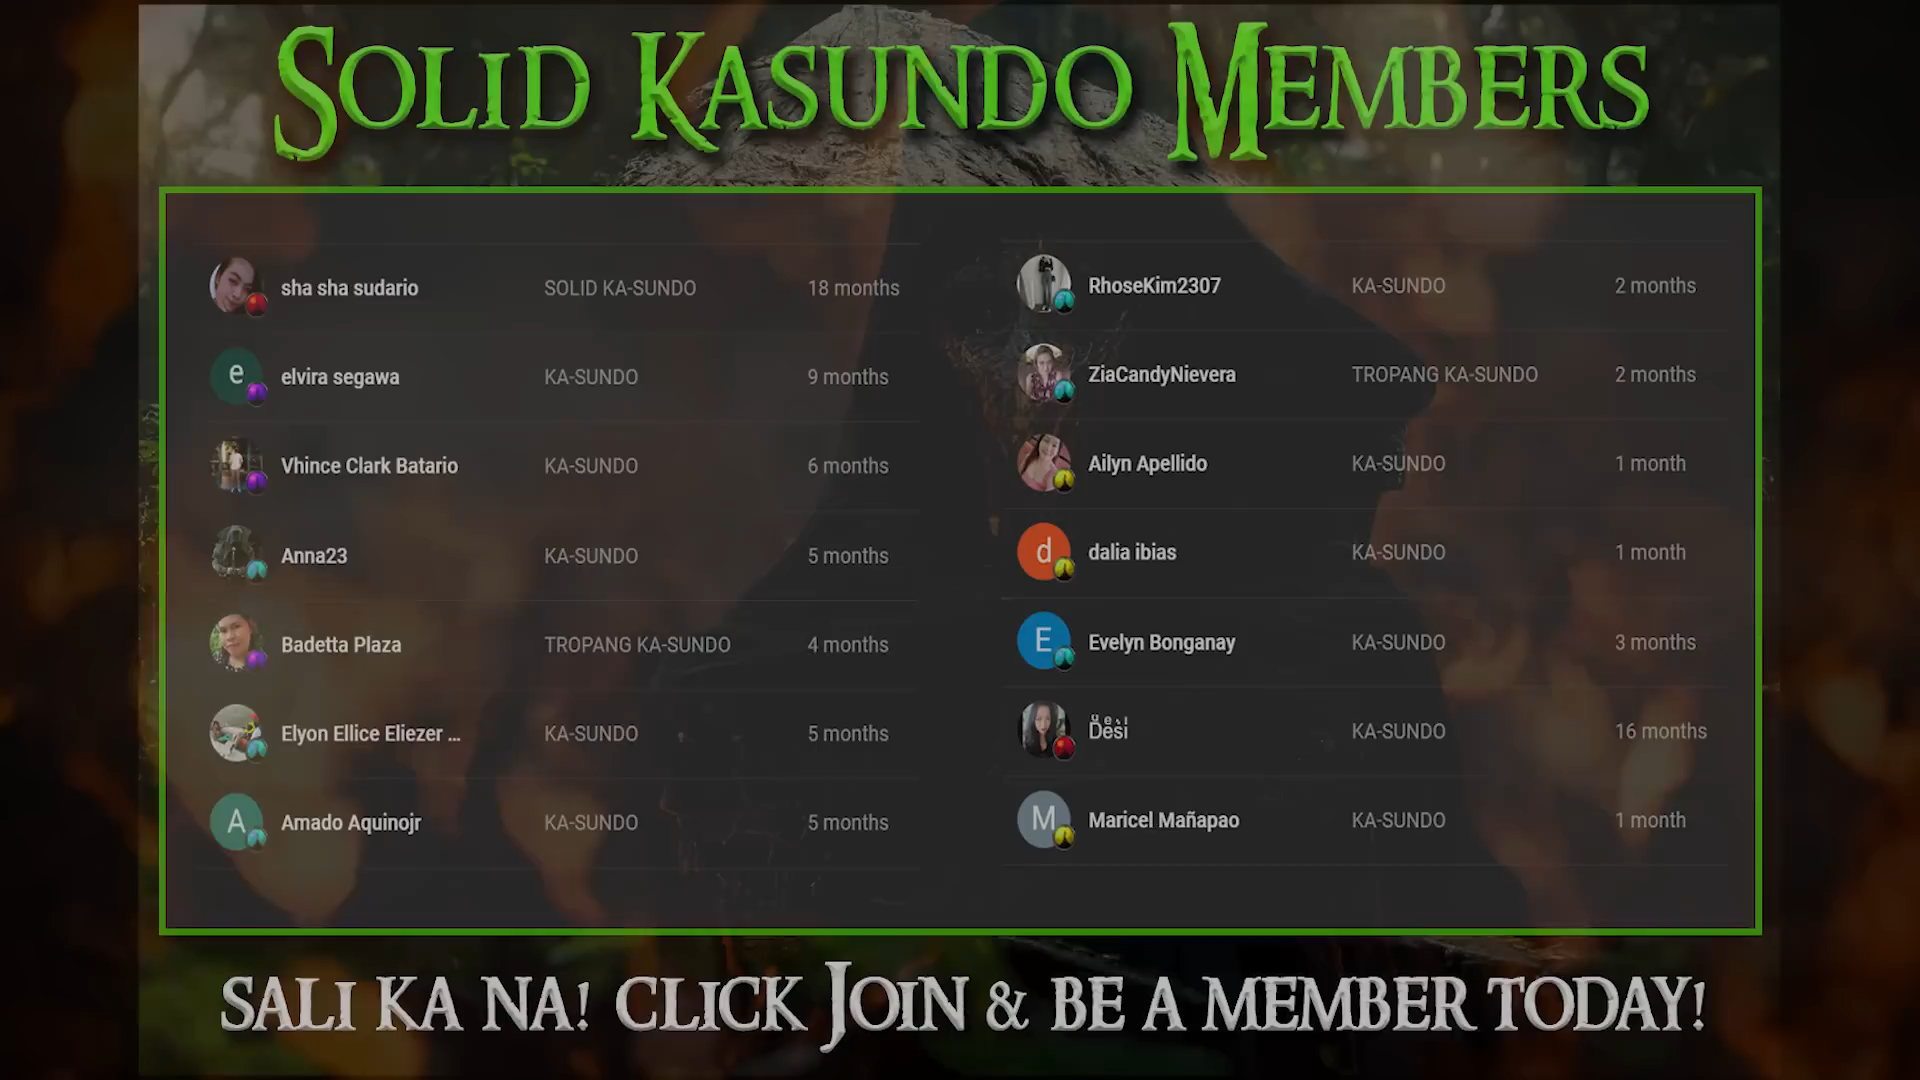 SOLID KASUNDO MEMBERS
sha sha sudario SOLID KA-SUNDO 18 months
e elvira segawa KA-SUNDO 9 months
Vhince Clark Batario KA-SUNDO 6 months
Anna23 KA-SUNDO 5 months
Badetta Plaza TROPANG KA-SUNDO 4 months
Elyon Ellice Eliezer ... KA-SUNDO 5 months
A Amado Aquinojr KA-SUNDO 5 months
RhoseKim2307 KA-SUNDO 2 months
ZiaCandyNievera TROPANG KA-SUNDO 2 months
Ailyn Apellido KA-SUNDO 1 month
d dalia ibias KA-SUNDO 1 month
E Evelyn Bonganay KA-SUNDO 3 months
Desi KA-SUNDO 16 months
M Maricel Mañapao KA-SUNDO 1 month
SALI KA NA! CLICK JOIN & BE A MEMBER TODAY!